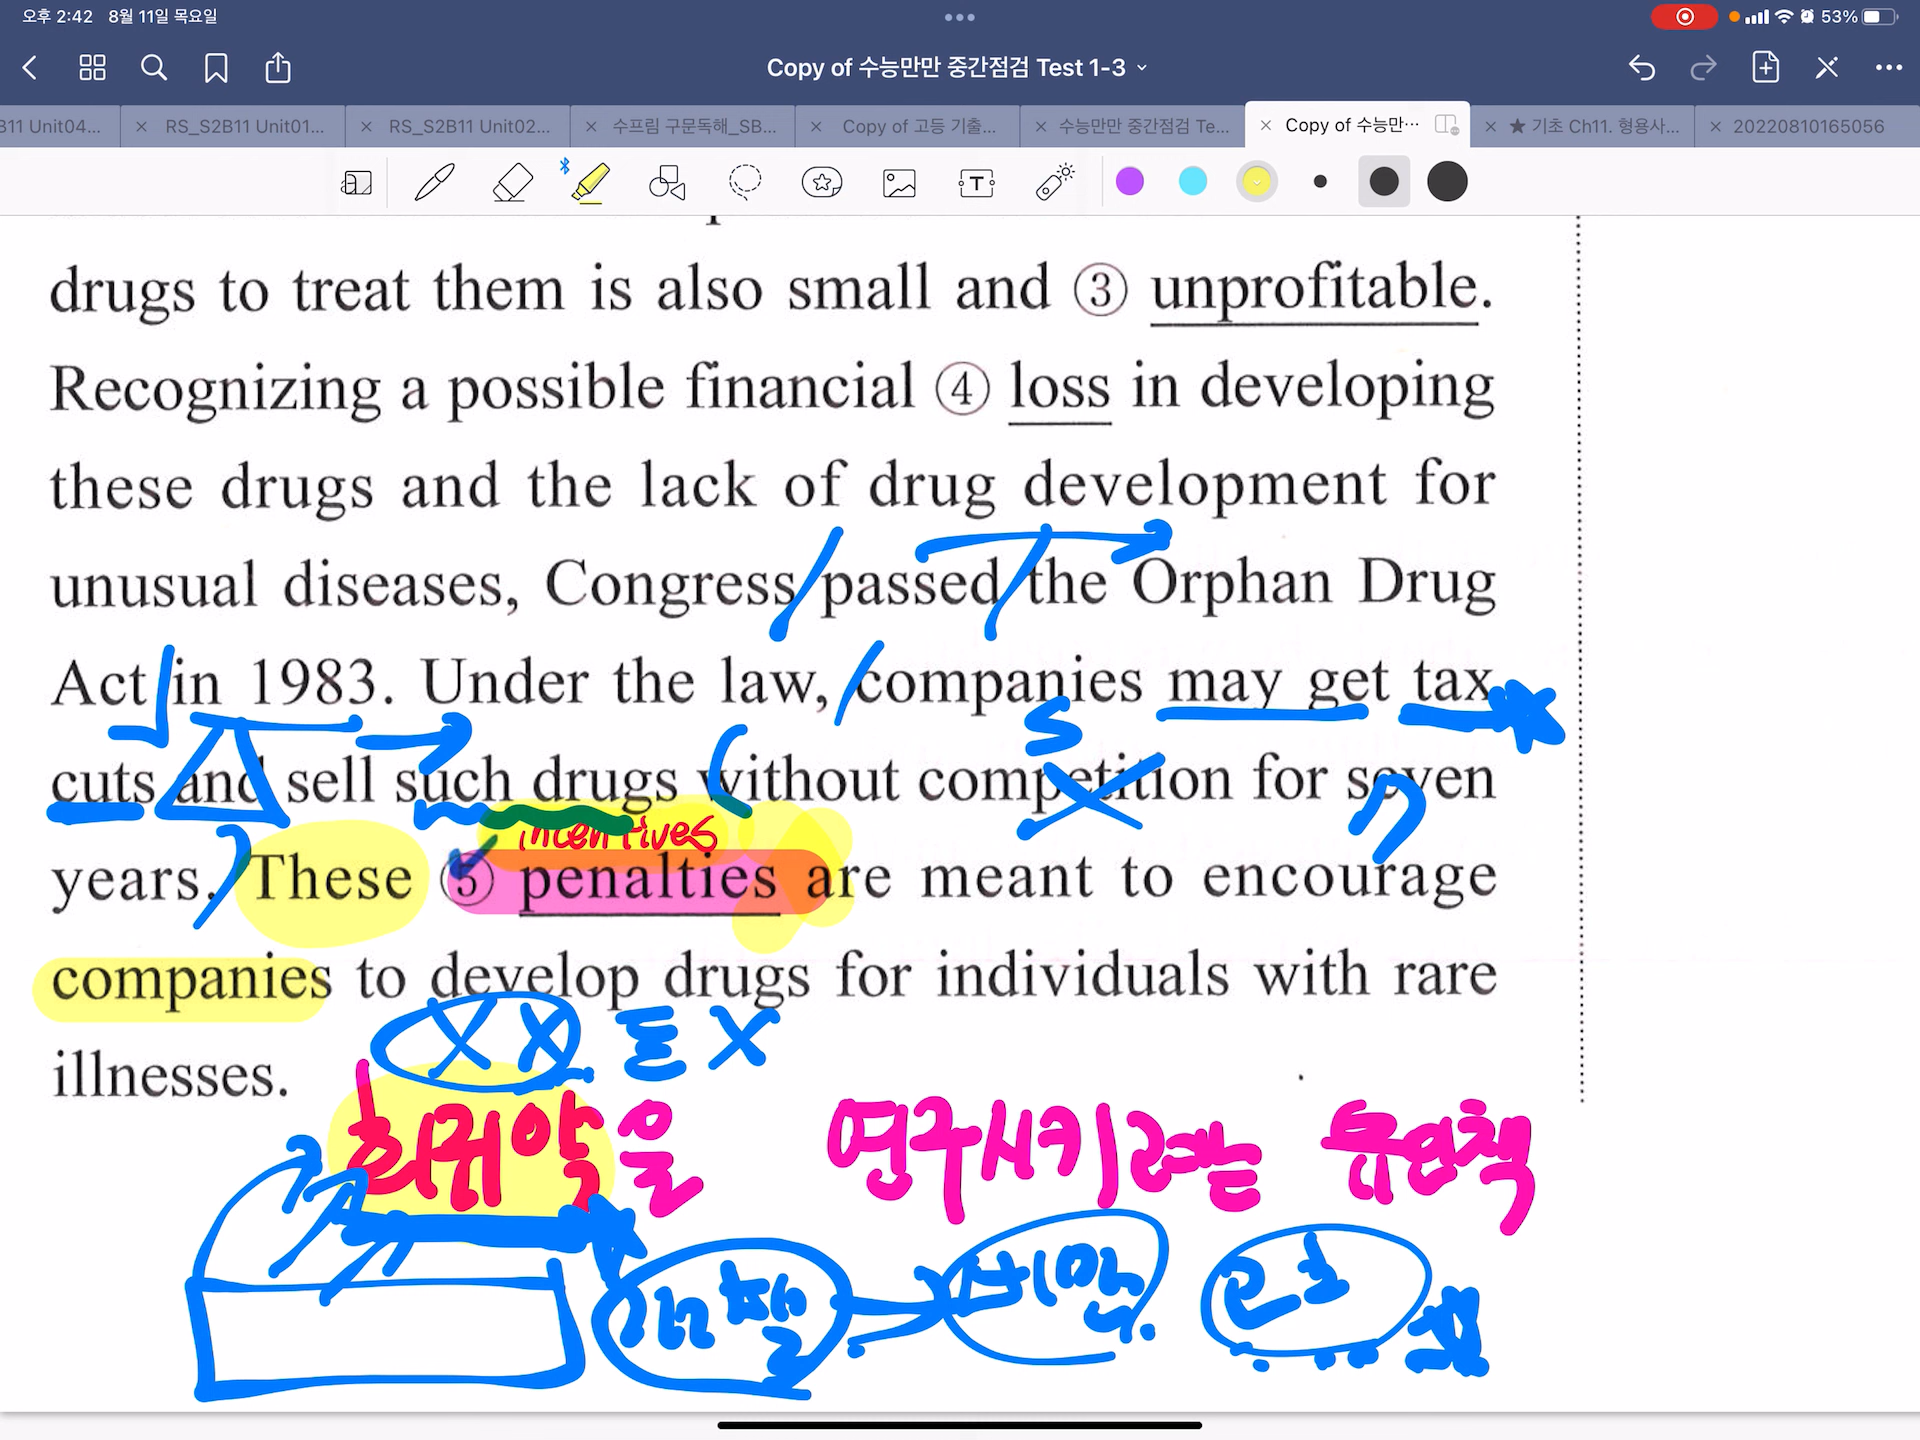 오후 2:42 8월 11일 목요일
53%
Copy of 수능만만 중간점검 Test 1-3
311 Unit04...
RS_S2B11 Unit01...
RS_S2B11 Unit02...
수프림 구문독해_SB...
Copy of 고등 기출...
수능만만 중간점검 Te...
Copy of 수능만...
★ 기초 Ch11. 형용사...
20220810165056
drugs to treat them is also small and ③ unprofitable.
Recognizing a possible financial ④ loss in developing
these drugs and the lack of drug development for
unusual diseases, Congress passed the Orphan Drug
Act in 1983. Under the law, companies may get tax
cuts and sell such drugs without competition for seven
incentives
years. These ⑤ penalties are meant to encourage
companies to develop drugs for individuals with rare
illnesses.
희귀약을 연구시키려는 유인책